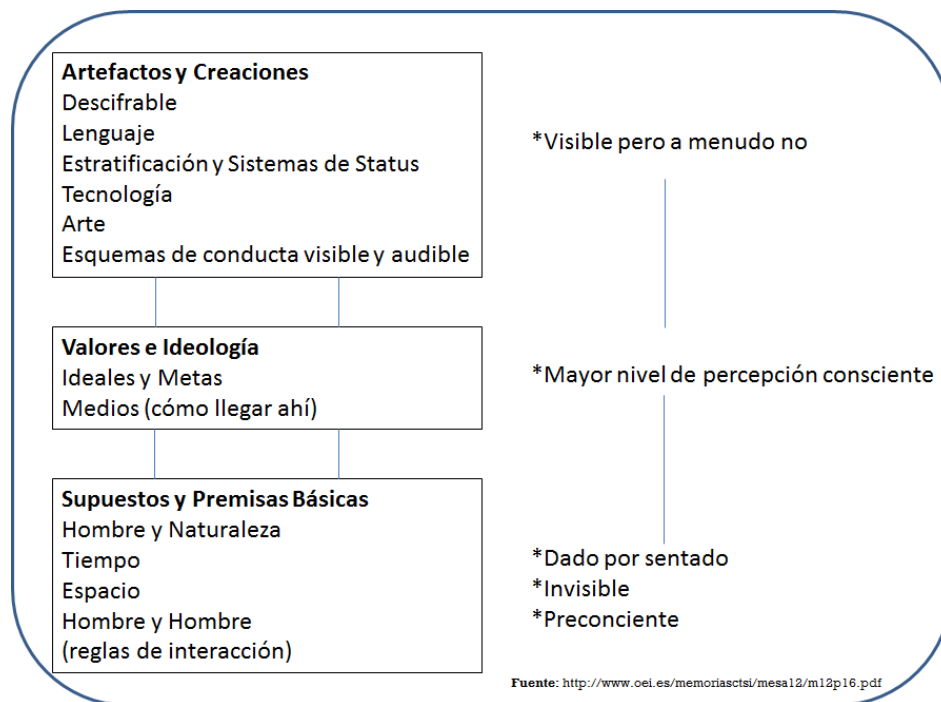 Artefactos y Creaciones
Descifrable
Lenguaje
Estratificación y Sistemas de Status
Tecnología
Arte
Esquemas de conducta visible y audible
*Visible pero a menudo no
Valores e Ideología
Ideales y Metas
Medios (cómo llegar ahí)
*Mayor nivel de percepción consciente
Supuestos y Premisas Básicas
Hombre y Naturaleza
Tiempo
Espacio
Hombre y Hombre
(reglas de interacción)
*Dado por sentado
*Invisible
*Preconciente
Fuente: http://www.oei.es/memoriasctsi/mesa12/m12p16.pdf